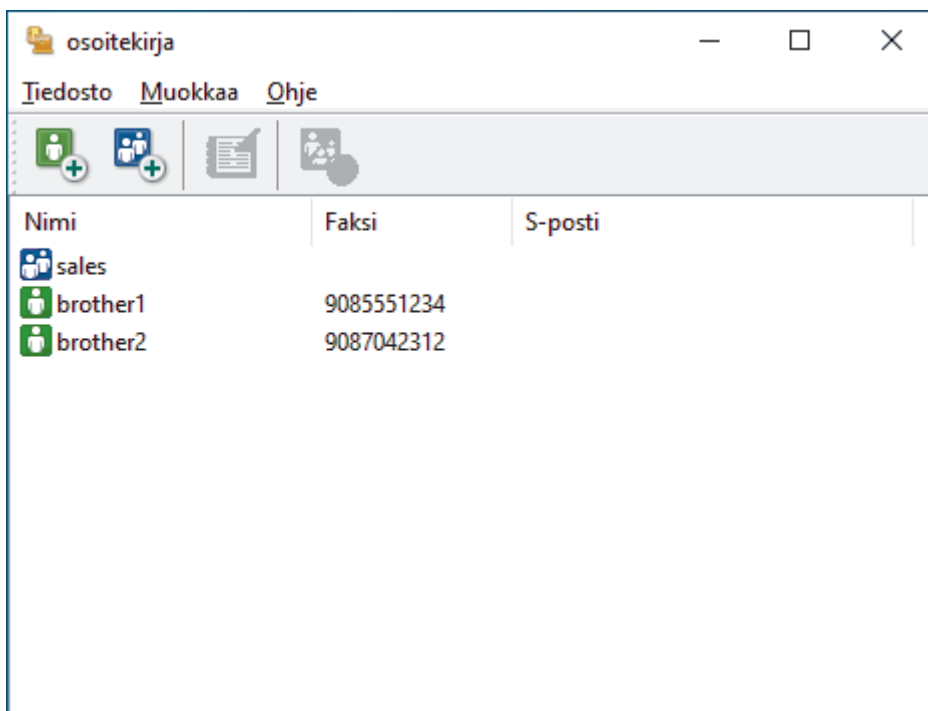 osoitekirja
Tiedosto Muokkaa Ohje
Nimi Faksi S-posti
sales
brother1 9085551234
brother2 9087042312